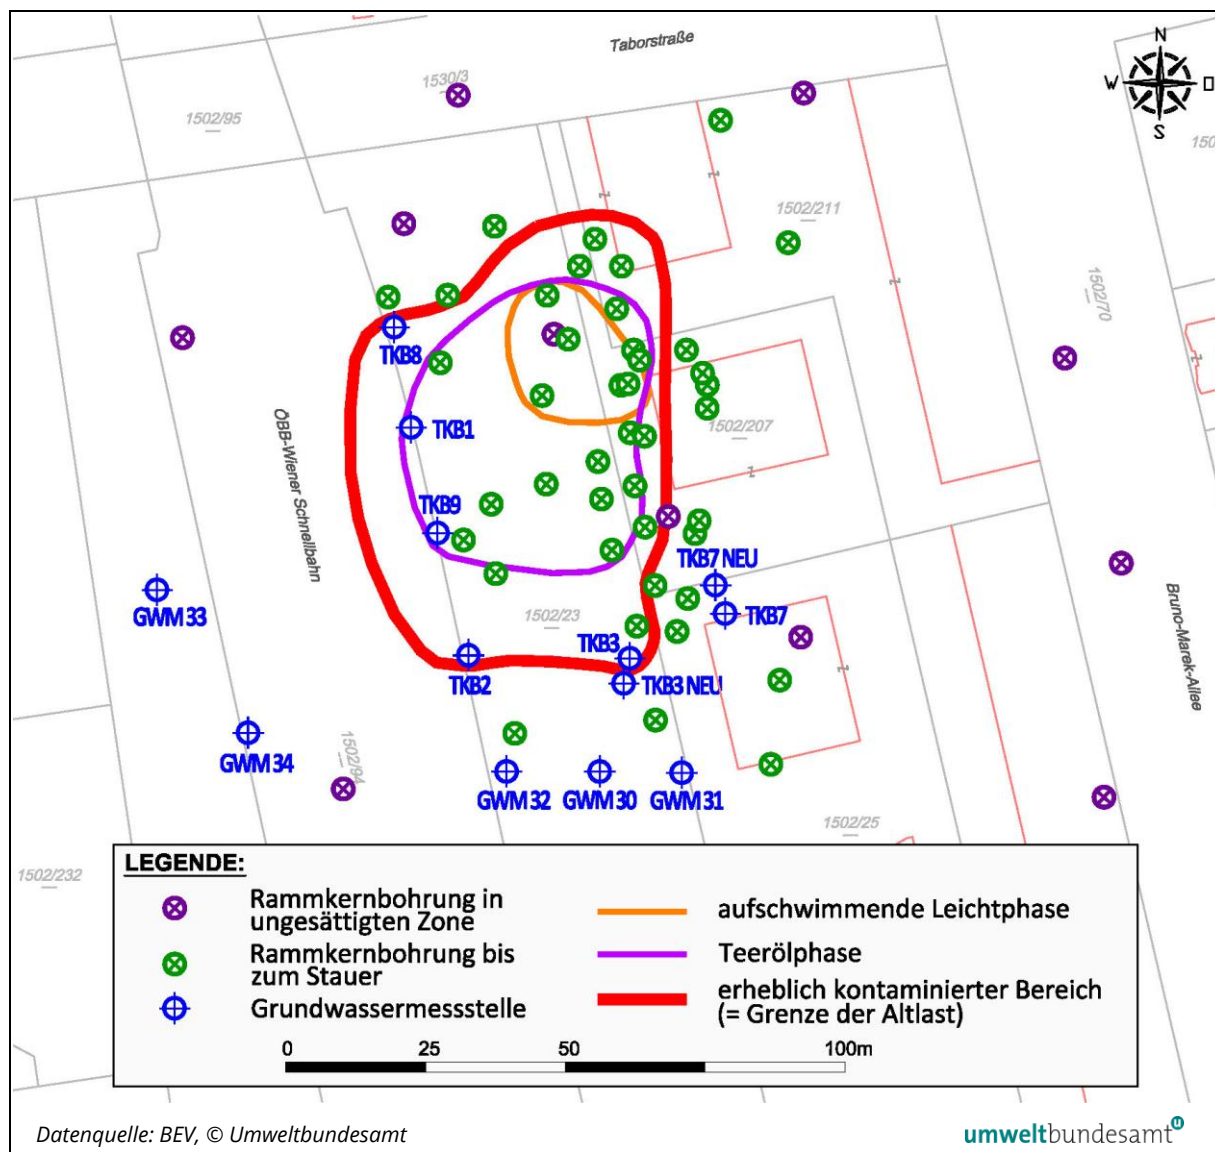 Taborstraße
N
W
O
S
1530/3
1502/95
150
1502/211
1502/70
TKB8
ÖBB-Wiener Schnellbahn
TKB1
1502/207
TKB9
TKB7 NEU
GWM 33
1502/23
TKB7
Bruno-Marek-Allee
TKB3
TKB2
TKB3 NEU
GWM 34
1502/94
GWM 32
GWM 30
GWM 31
1502/25
1502/232
LEGENDE:
Rammkernbohrung in
ungesättigten Zone
Rammkernbohrung bis
zum Stauer
Grundwassermessstelle
aufschwimmende Leichtphase
Teerölphase
erheblich kontaminierter Bereich
(= Grenze der Altlast)
0 25 50 100m
Datenquelle: BEV, © Umweltbundesamt
umweltbundesamt